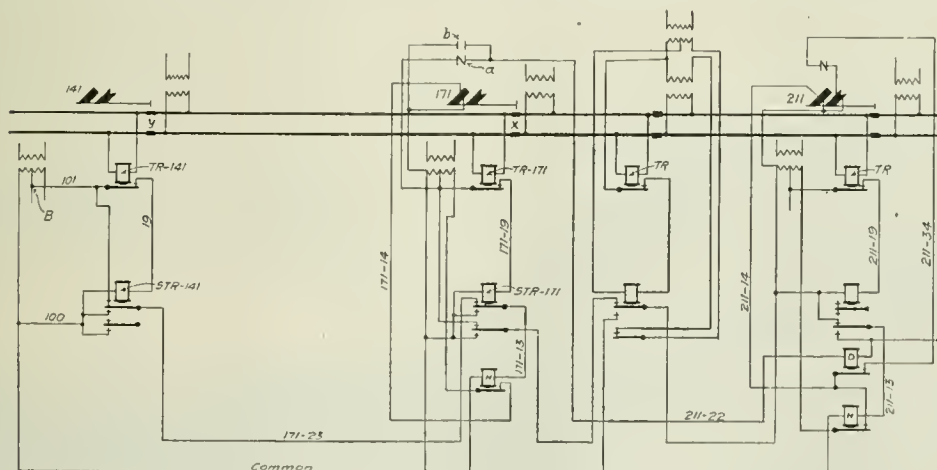 b
a
141
171
211
N
N
y
x
TR-141
TR-171
TR
TR
101
B
19
171-19
211-19
211-34
171-14
211-14
STR-141
STR-171
100
171-13
D
H
211-13
H
211-22
171-23
Common